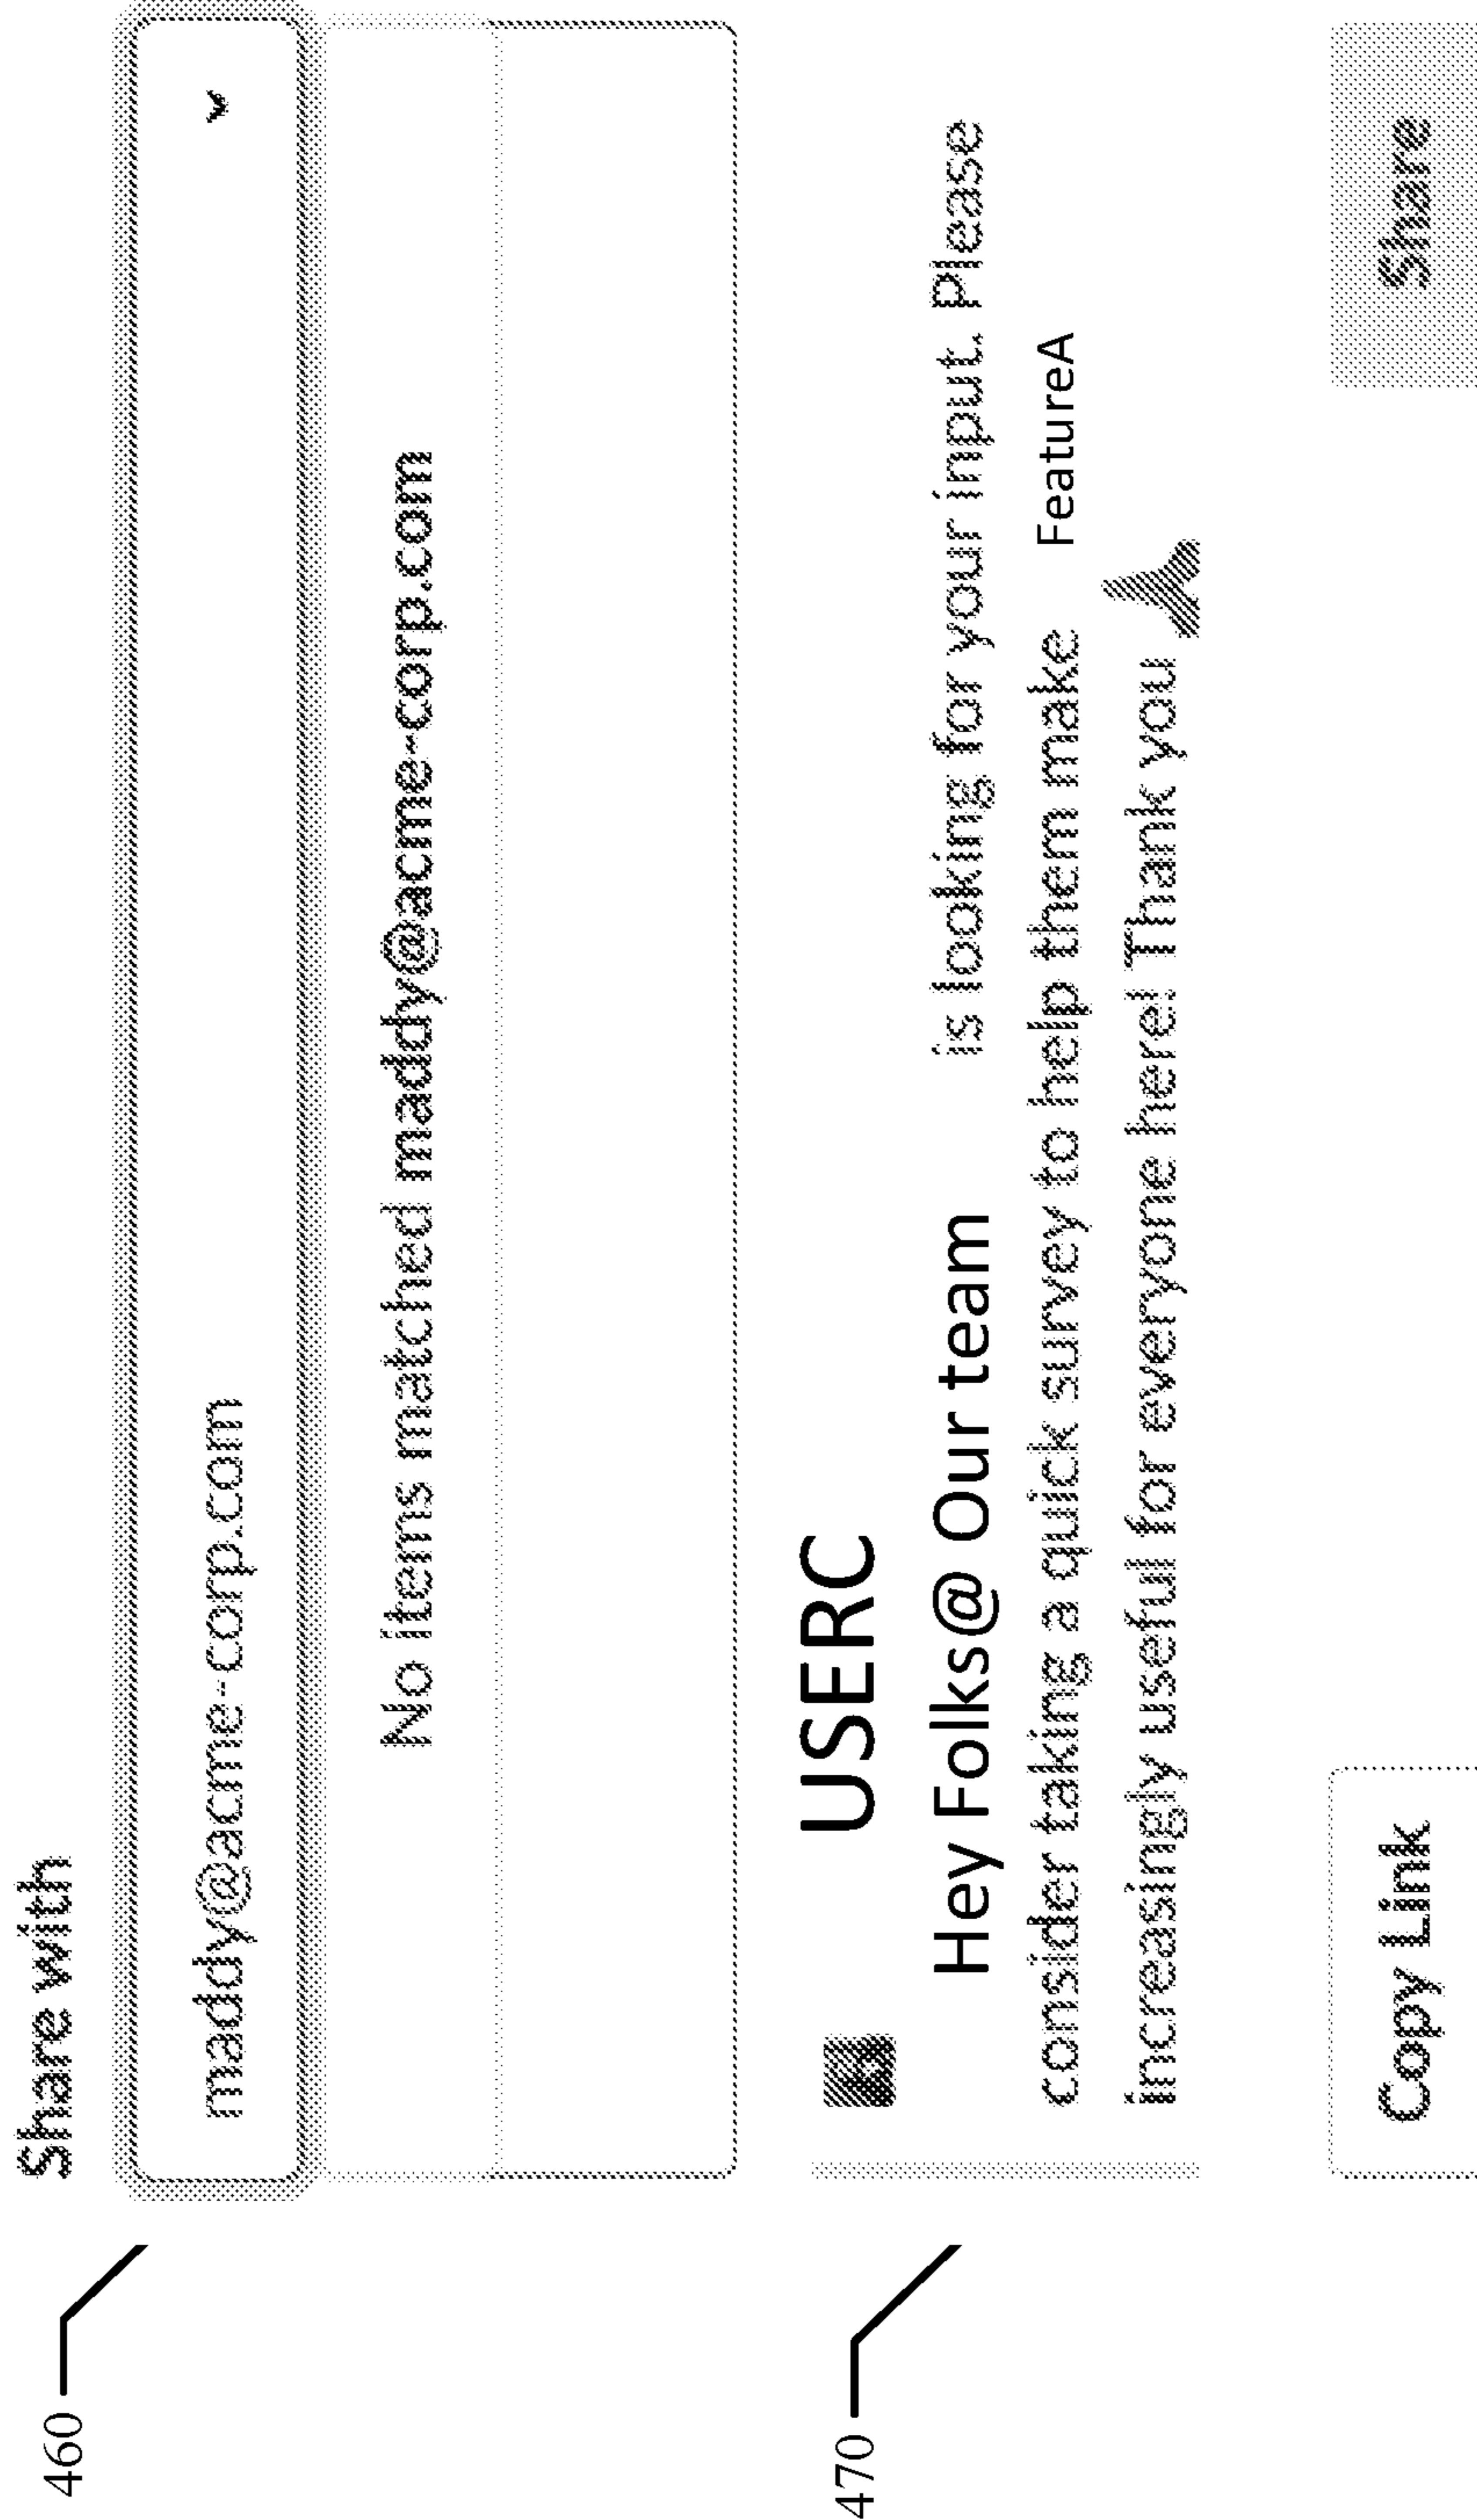 460
Share with
maddy@acme-corp.com
No items matched maddy@acme-corp.com
470
USERC
Hey Folks@ Our team is looking for your input. Please
consider taking a quick survey to help them make FeatureA
increasingly useful for everyone here! Thank you
Copy Link
Share